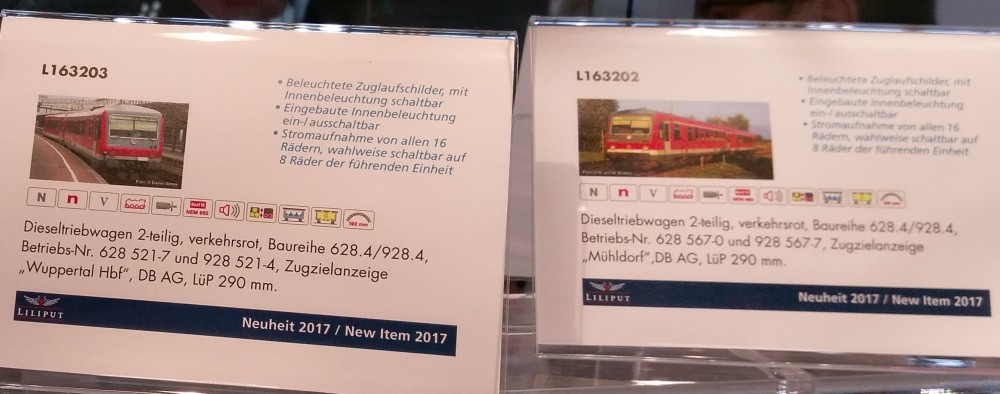 L163203
• Beleuchtete Zuglaufschilder, mit
Innenbeleuchtung schaltbar
• Eingebaute Innenbeleuchtung
ein-/ausschaltbar
• Stromaufnahme von allen 16
Rädern, wahlweise schaltbar auf
8 Räder der führenden Einheit
N n V NEM 662 192 mm
Dieseltriebwagen 2-teilig, verkehrsrot, Baureihe 628.4/928.4,
Betriebs-Nr. 628 521-7 und 928 521-4, Zugzielanzeige
„Wuppertal Hbf", DB AG, LüP 290 mm.
LILIPUT
Neuheit 2017 / New Item 2017
L163202
• Beleuchtete Zuglaufschilder, mit
Innenbeleuchtung schaltbar
• Eingebaute Innenbeleuchtung
ein-/ausschaltbar
• Stromaufnahme von allen 16
Rädern, wahlweise schaltbar auf
8 Räder der führenden Einheit
N n V
Dieseltriebwagen 2-teilig, verkehrsrot, Baureihe 628.4/928.4,
Betriebs-Nr. 628 567-0 und 928 567-7, Zugzielanzeige
„Mühldorf",DB AG, LüP 290 mm.
LILIPUT
Neuheit 2017 / New Item 2017